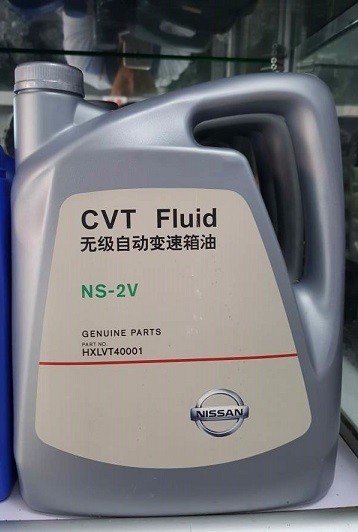 CVT Fluid
无级自动变速箱油
NS-2V
GENUINE PARTS
PART NO.
HXLVT40001
NISSAN